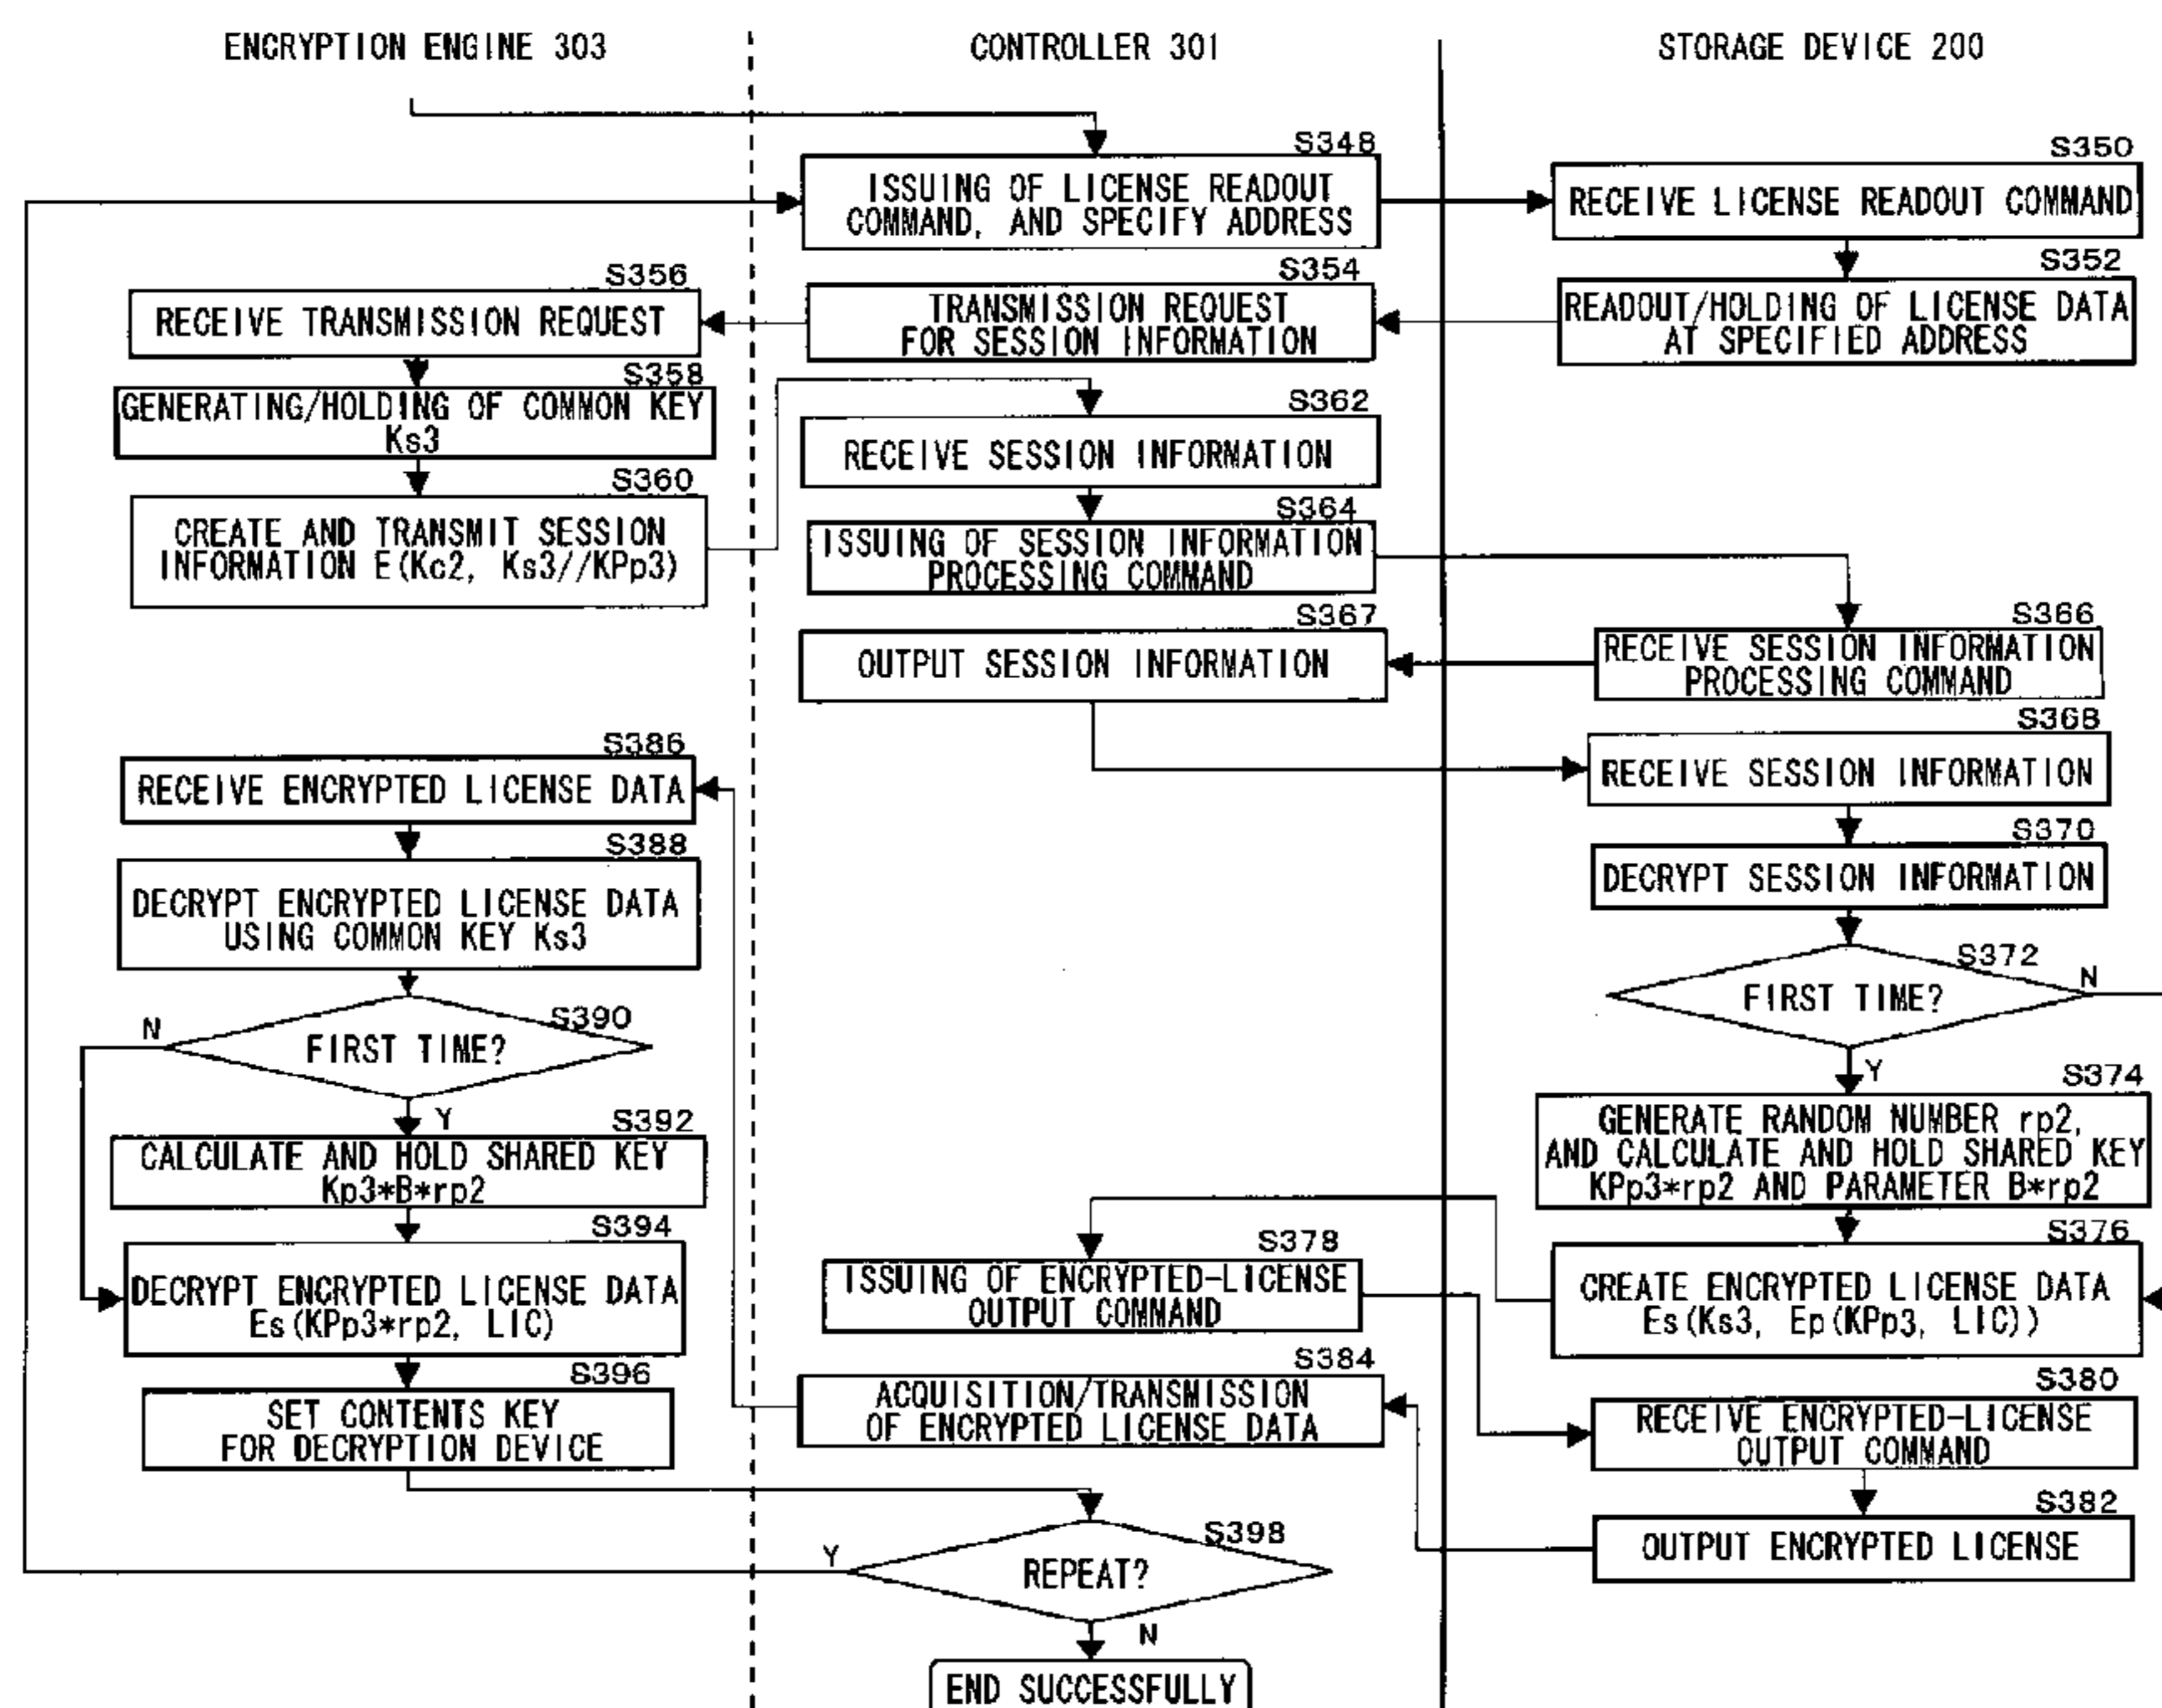 ENCRYPTION ENGINE 303
CONTROLLER 301
STORAGE DEVICE 200
S348
ISSUING OF LICENSE READOUT
COMMAND, AND SPECIFY ADDRESS
S350
RECEIVE LICENSE READOUT COMMAND
S352
READOUT/HOLDING OF LICENSE DATA
AT SPECIFIED ADDRESS
S354
TRANSMISSION REQUEST
FOR SESSION INFORMATION
S356
RECEIVE TRANSMISSION REQUEST
S358
GENERATING/HOLDING OF COMMON KEY
Ks3
S360
CREATE AND TRANSMIT SESSION
INFORMATION E(Kc2, Ks3//KPp3)
S362
RECEIVE SESSION INFORMATION
S364
ISSUING OF SESSION INFORMATION
PROCESSING COMMAND
S366
RECEIVE SESSION INFORMATION
PROCESSING COMMAND
S367
OUTPUT SESSION INFORMATION
S368
RECEIVE SESSION INFORMATION
S370
DECRYPT SESSION INFORMATION
S372
FIRST TIME?
N
Y
S374
GENERATE RANDOM NUMBER rp2,
AND CALCULATE AND HOLD SHARED KEY
KPp3*rp2 AND PARAMETER B*rp2
S376
CREATE ENCRYPTED LICENSE DATA
Es(Ks3, Ep(KPp3, LIC))
S378
ISSUING OF ENCRYPTED-LICENSE
OUTPUT COMMAND
S380
RECEIVE ENCRYPTED-LICENSE
OUTPUT COMMAND
S382
OUTPUT ENCRYPTED LICENSE
S384
ACQUISITION/TRANSMISSION
OF ENCRYPTED LICENSE DATA
S386
RECEIVE ENCRYPTED LICENSE DATA
S388
DECRYPT ENCRYPTED LICENSE DATA
USING COMMON KEY Ks3
S390
FIRST TIME?
N
Y
S392
CALCULATE AND HOLD SHARED KEY
Kp3*B*rp2
S394
DECRYPT ENCRYPTED LICENSE DATA
Es(KPp3*rp2, LIC)
S396
SET CONTENTS KEY
FOR DECRYPTION DEVICE
S398
REPEAT?
Y
N
END SUCCESSFULLY